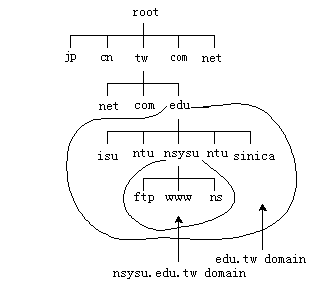 root
jp cn tw com net
net com edu
isu ntu nsysu ntu sinica
ftp www ns
edu.tw domain
nsysu.edu.tw domain